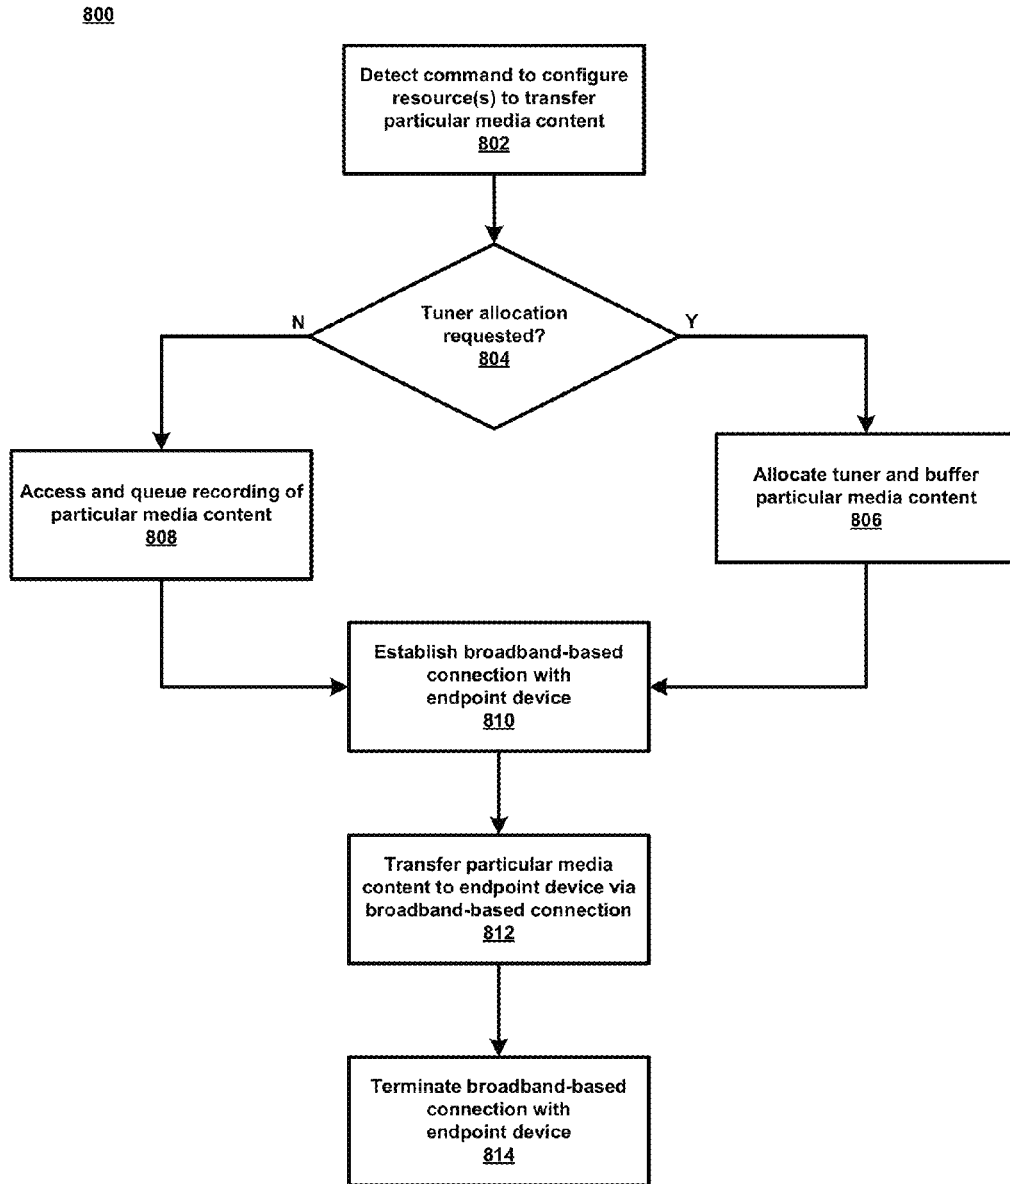 800
Detect command to configure
resource(s) to transfer
particular media content
802
Tuner allocation
requested?
804
N
Y
Access and queue recording of
particular media content
808
Allocate tuner and buffer
particular media content
806
Establish broadband-based
connection with
endpoint device
810
Transfer particular media
content to endpoint device via
broadband-based connection
812
Terminate broadband-based
connection with
endpoint device
814